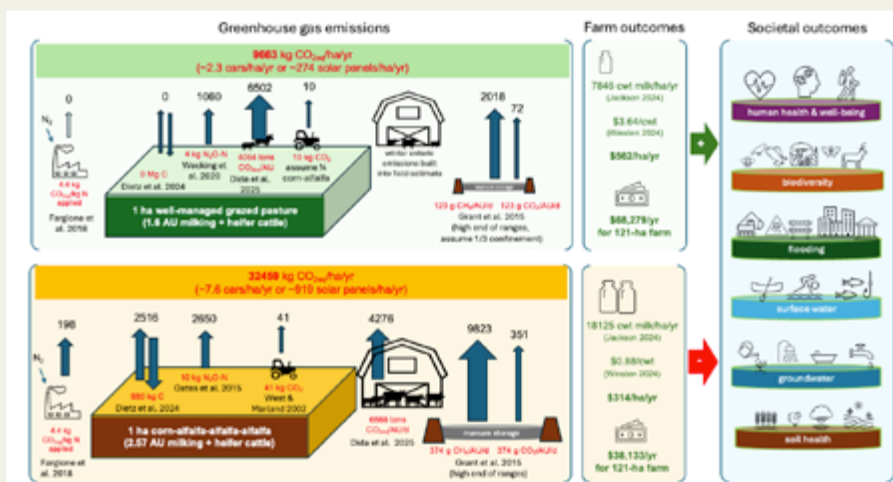 Greenhouse gas emissions
Farm outcomes
Societal outcomes
9663 kg CO2eq/ha/yr
(~2.3 cars/ha/yr or ~274 solar panels/ha/yr)
0
0
1060
6502
10
2018
72
N2
4.4 kg
CO2eq/kg N
applied
Fargione et
al. 2018
0 Mg C
Dietz et al. 2024
4 kg N2O-N
Wecking et
al. 2020
CO2eq/AU
Dida et al.
2025
10 kg CO2
assume ¼
corn-alfalfa
winter
emissions built
into field estimate
manure storage
123 g CH4/AU/d
123 g CO2/AU/d
Grant et al. 2015
(high end of ranges,
assume 1/3 confinement)
1 ha well-managed grazed pasture
(1.6 AU milking + heifer cattle)
7846 cwt milk/ha/yr
(Jackson 2024)
$3.64/cwt
(Winsten 2024)
$562/ha/yr
$68,279/yr
for 121-ha farm
+
human health & well-being
biodiversity
flooding
surface water
groundwater
soil health
32459 kg CO2eq/ha/yr
(~7.6 cars/ha/yr or ~919 solar panels/ha/yr)
198
2516
2650
41
4276
9823
351
N2
4.4 kg
CO2eq/kg N
applied
Fargione et
al. 2018
kg C
Dietz et al. 2024
10 kg N2O-N
Oates et al. 2015
41 kg CO2
West &
Marland 2002
CO2eq/AU/d
Dida et al. 2025
manure storage
374 g CH4/AU/d
374 g CO2/AU/d
Grant et al. 2015
(high end of ranges)
1 ha corn-alfalfa-alfalfa-alfalfa
(2.57 AU milking + heifer cattle)
18125 cwt milk/ha/yr
(Jackson 2024)
$0.88/cwt
(Winsten 2024)
$314/ha/yr
$38,133/yr
for 121-ha farm
-